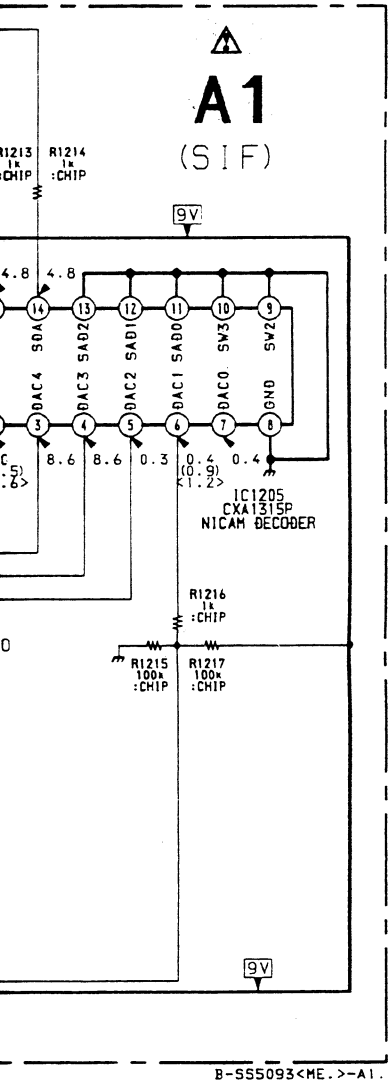 A1
(SIF)
R1213 R1214
1k 1k
:CHIP :CHIP
9V
4.8 4.8
14 13 12 11 10 9
SDA SAD2 SAD1 SAD0 SW3 SW2
DAC4 DAC3 DAC2 DAC1 DAC0 GND
3 4 5 6 7 8
8.6 8.6 0.3 0.4 0.4
(0.9)
<1.2>
.5)
.6>
IC1205
CXA1315P
NICAM DECODER
R1216
1k
:CHIP
R1215 R1217
100k 100k
:CHIP :CHIP
9V
B-SS5093<ME.>-A1.